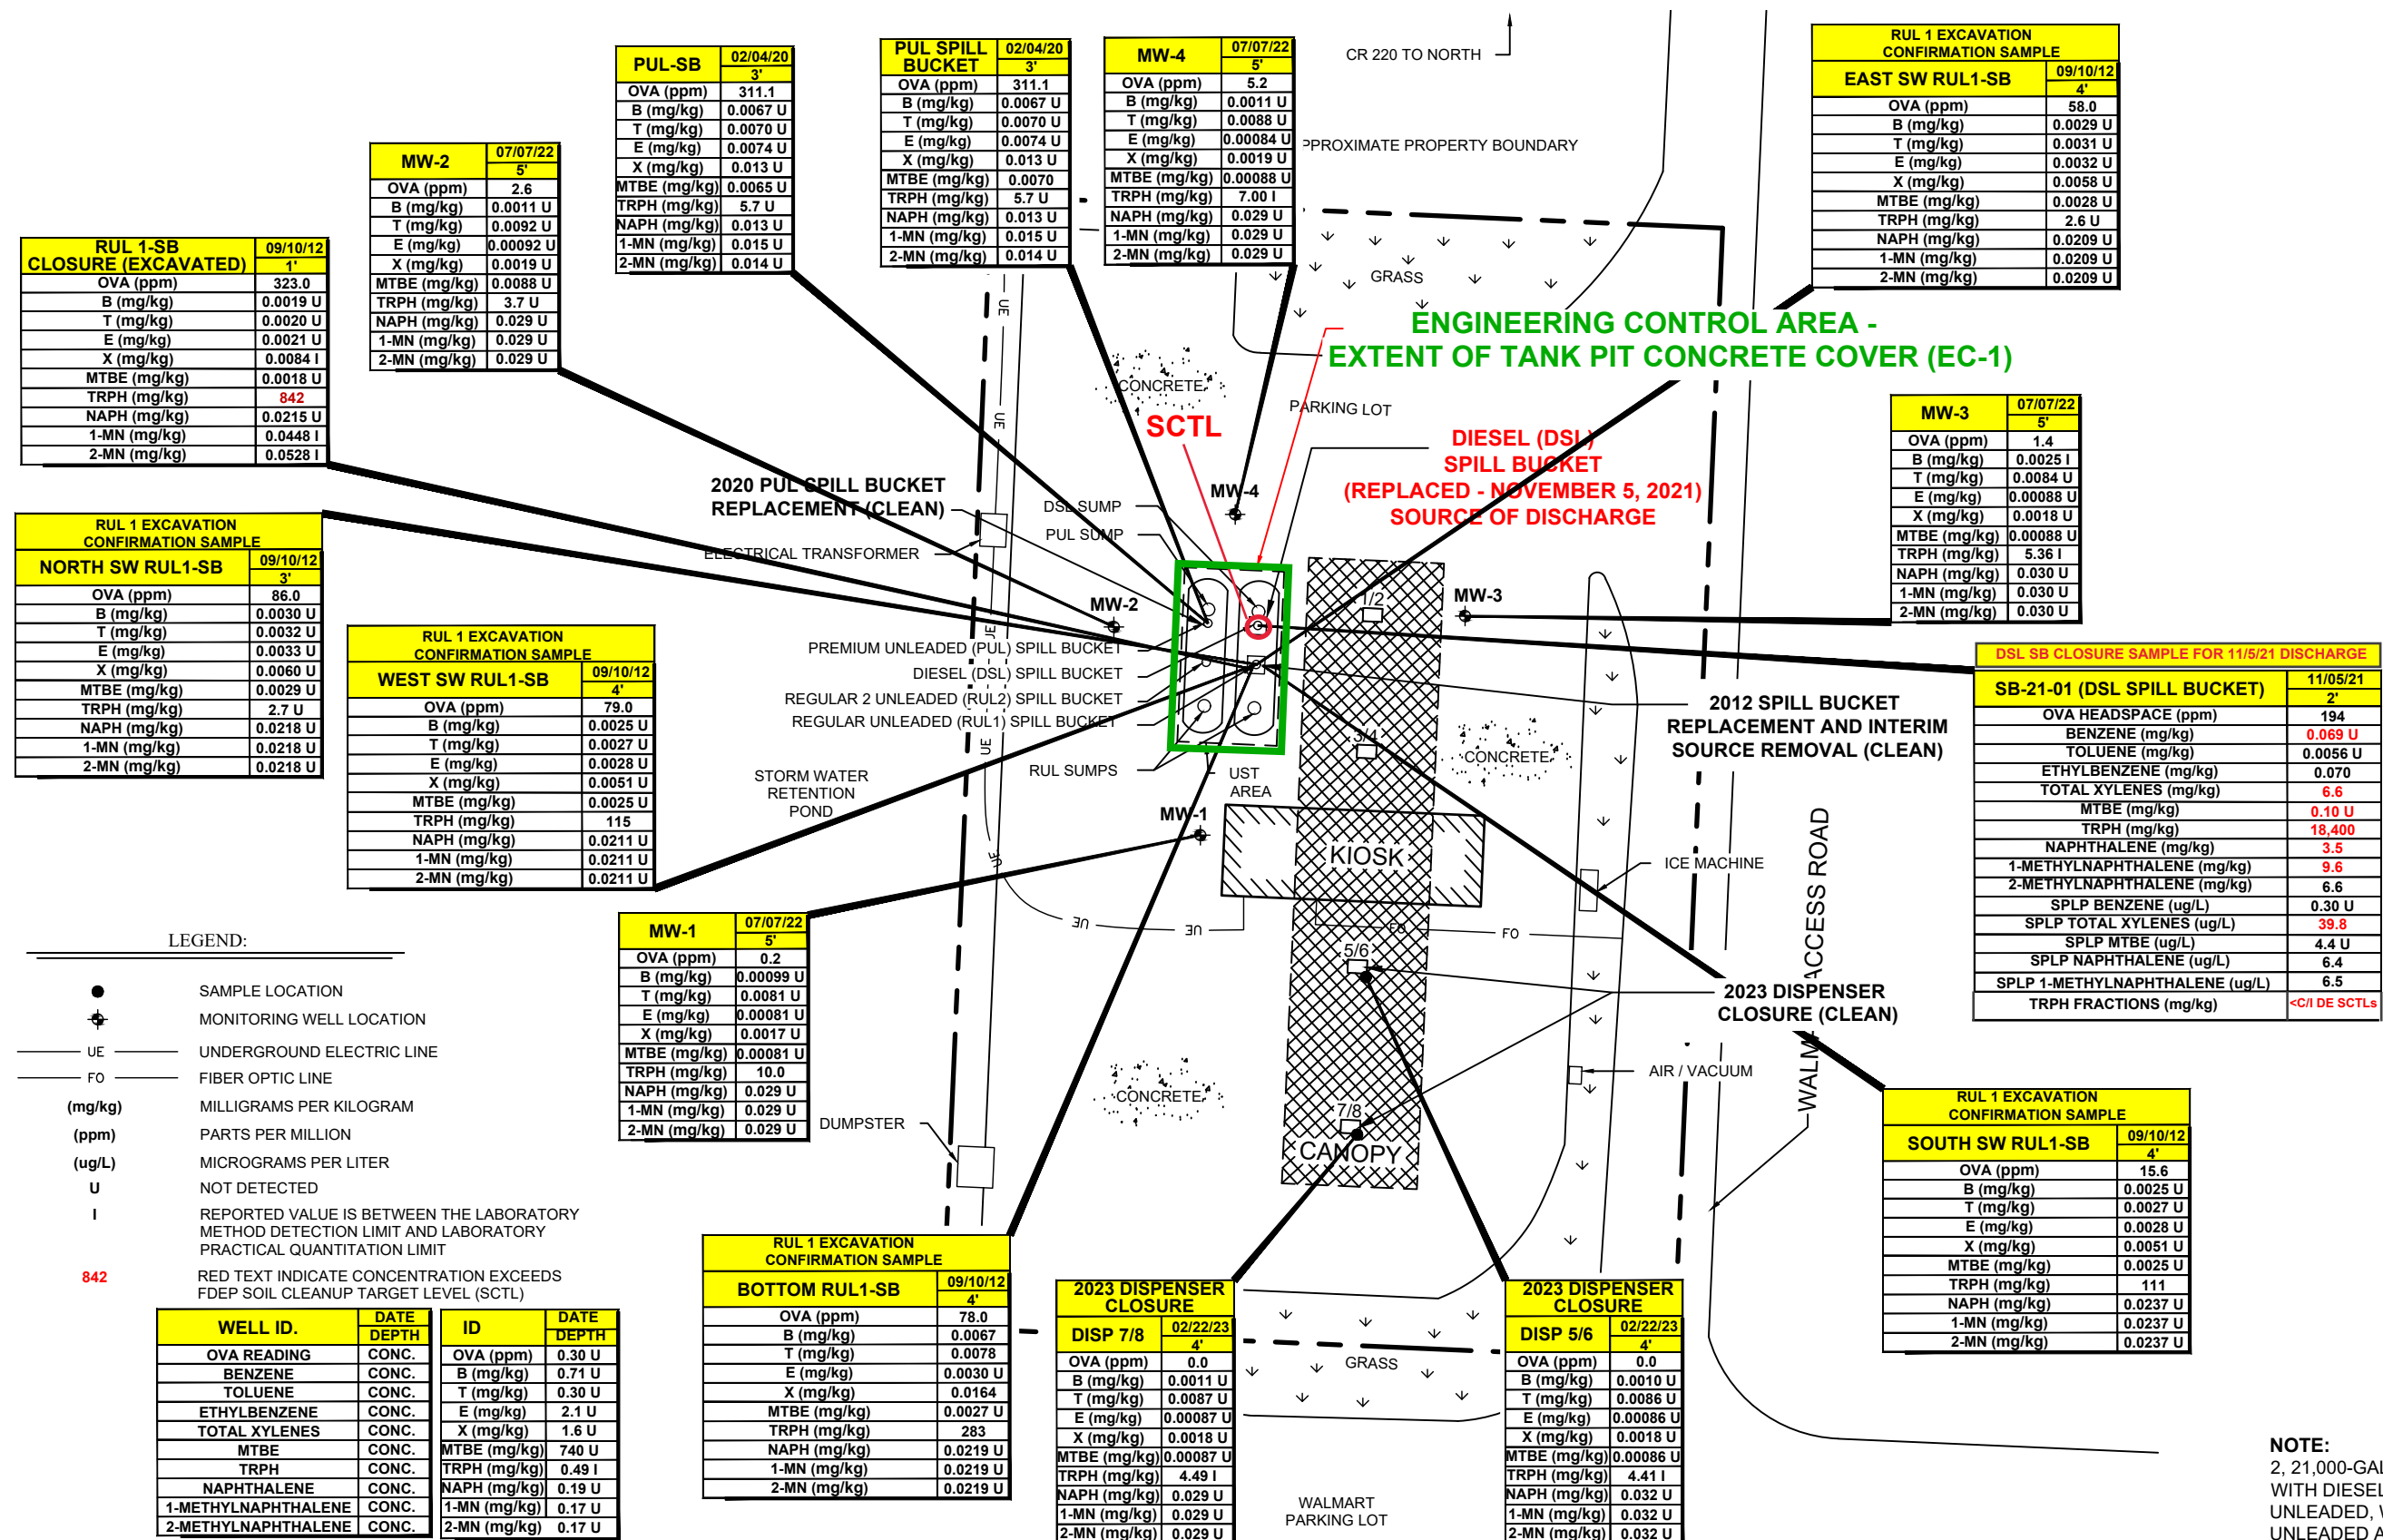 PUL-SB 02/04/20
3'
OVA (ppm) 311.1
B (mg/kg) 0.0067 U
T (mg/kg) 0.0070 U
E (mg/kg) 0.0074 U
X (mg/kg) 0.013 U
MTBE (mg/kg) 0.0065 U
TRPH (mg/kg) 5.7 U
NAPH (mg/kg) 0.013 U
1-MN (mg/kg) 0.015 U
2-MN (mg/kg) 0.014 U
PUL SPILL BUCKET 02/04/20
3'
OVA (ppm) 311.1
B (mg/kg) 0.0067 U
T (mg/kg) 0.0070 U
E (mg/kg) 0.0074 U
X (mg/kg) 0.013 U
MTBE (mg/kg) 0.0070
TRPH (mg/kg) 5.7 U
NAPH (mg/kg) 0.013 U
1-MN (mg/kg) 0.015 U
2-MN (mg/kg) 0.014 U
MW-4 07/07/22
5'
OVA (ppm) 5.2
B (mg/kg) 0.0011 U
T (mg/kg) 0.0088 U
E (mg/kg) 0.00084 U
X (mg/kg) 0.0019 U
MTBE (mg/kg) 0.00088 U
TRPH (mg/kg) 7.00 I
NAPH (mg/kg) 0.029 U
1-MN (mg/kg) 0.029 U
2-MN (mg/kg) 0.029 U
CR 220 TO NORTH
PPROXIMATE PROPERTY BOUNDARY
RUL 1 EXCAVATION
CONFIRMATION SAMPLE
EAST SW RUL1-SB 09/10/12
4'
OVA (ppm) 58.0
B (mg/kg) 0.0029 U
T (mg/kg) 0.0031 U
E (mg/kg) 0.0032 U
X (mg/kg) 0.0058 U
MTBE (mg/kg) 0.0028 U
TRPH (mg/kg) 2.6 U
NAPH (mg/kg) 0.0209 U
1-MN (mg/kg) 0.0209 U
2-MN (mg/kg) 0.0209 U
MW-2 07/07/22
5'
OVA (ppm) 2.6
B (mg/kg) 0.0011 U
T (mg/kg) 0.0092 U
E (mg/kg) 0.00092 U
X (mg/kg) 0.0019 U
MTBE (mg/kg) 0.0088 U
TRPH (mg/kg) 3.7 U
NAPH (mg/kg) 0.029 U
1-MN (mg/kg) 0.029 U
2-MN (mg/kg) 0.029 U
RUL 1-SB
CLOSURE (EXCAVATED) 09/10/12
1'
OVA (ppm) 323.0
B (mg/kg) 0.0019 U
T (mg/kg) 0.0020 U
E (mg/kg) 0.0021 U
X (mg/kg) 0.0084 I
MTBE (mg/kg) 0.0018 U
TRPH (mg/kg) 842
NAPH (mg/kg) 0.0215 U
1-MN (mg/kg) 0.0448 I
2-MN (mg/kg) 0.0528 I
GRASS
ENGINEERING CONTROL AREA -
EXTENT OF TANK PIT CONCRETE COVER (EC-1)
UE
UE
CONCRETE
PARKING LOT
SCTL
DIESEL (DSL)
SPILL BUCKET
(REPLACED - NOVEMBER 5, 2021)
SOURCE OF DISCHARGE
MW-3 07/07/22
5'
OVA (ppm) 1.4
B (mg/kg) 0.0025 I
T (mg/kg) 0.0084 U
E (mg/kg) 0.00088 U
X (mg/kg) 0.0018 U
MTBE (mg/kg) 0.00088 U
TRPH (mg/kg) 5.36 I
NAPH (mg/kg) 0.030 U
1-MN (mg/kg) 0.030 U
2-MN (mg/kg) 0.030 U
2020 PUL SPILL BUCKET
REPLACEMENT (CLEAN)
MW-4
DSL SUMP
PUL SUMP
ELECTRICAL TRANSFORMER
RUL 1 EXCAVATION
CONFIRMATION SAMPLE
NORTH SW RUL1-SB 09/10/12
3'
OVA (ppm) 86.0
B (mg/kg) 0.0030 U
T (mg/kg) 0.0032 U
E (mg/kg) 0.0033 U
X (mg/kg) 0.0060 U
MTBE (mg/kg) 0.0029 U
TRPH (mg/kg) 2.7 U
NAPH (mg/kg) 0.0218 U
1-MN (mg/kg) 0.0218 U
2-MN (mg/kg) 0.0218 U
RUL 1 EXCAVATION
CONFIRMATION SAMPLE
WEST SW RUL1-SB 09/10/12
4'
OVA (ppm) 79.0
B (mg/kg) 0.0025 U
T (mg/kg) 0.0027 U
E (mg/kg) 0.0028 U
X (mg/kg) 0.0051 U
MTBE (mg/kg) 0.0025 U
TRPH (mg/kg) 115
NAPH (mg/kg) 0.0211 U
1-MN (mg/kg) 0.0211 U
2-MN (mg/kg) 0.0211 U
MW-2
MW-3
1/2
UE
PREMIUM UNLEADED (PUL) SPILL BUCKET
DIESEL (DSL) SPILL BUCKET
REGULAR 2 UNLEADED (RUL2) SPILL BUCKET
REGULAR UNLEADED (RUL1) SPILL BUCKET
UE
3/4
RUL SUMPS
UST
AREA
STORM WATER
RETENTION
POND
CONCRETE
2012 SPILL BUCKET
REPLACEMENT AND INTERIM
SOURCE REMOVAL (CLEAN)
DSL SB CLOSURE SAMPLE FOR 11/5/21 DISCHARGE
SB-21-01 (DSL SPILL BUCKET) 11/05/21
2'
OVA HEADSPACE (ppm) 194
BENZENE (mg/kg) 0.069 U
TOLUENE (mg/kg) 0.0056 U
ETHYLBENZENE (mg/kg) 0.070
TOTAL XYLENES (mg/kg) 6.6
MTBE (mg/kg) 0.10 U
TRPH (mg/kg) 18,400
NAPHTHALENE (mg/kg) 3.5
1-METHYLNAPHTHALENE (mg/kg) 9.6
2-METHYLNAPHTHALENE (mg/kg) 6.6
SPLP BENZENE (ug/L) 0.30 U
SPLP TOTAL XYLENES (ug/L) 39.8
SPLP MTBE (ug/L) 4.4 U
SPLP NAPHTHALENE (ug/L) 6.4
SPLP 1-METHYLNAPHTHALENE (ug/L) 6.5
TRPH FRACTIONS (mg/kg) <C/I DE SCTLs
MW-1
UE
KIOSK
ICE MACHINE
UE
UE
FO
FO
WALMART ACCESS ROAD
MW-1 07/07/22
5'
OVA (ppm) 0.2
B (mg/kg) 0.00099 U
T (mg/kg) 0.0081 U
E (mg/kg) 0.00081 U
X (mg/kg) 0.0017 U
MTBE (mg/kg) 0.00081 U
TRPH (mg/kg) 10.0
NAPH (mg/kg) 0.029 U
1-MN (mg/kg) 0.029 U
2-MN (mg/kg) 0.029 U
5/6
2023 DISPENSER
CLOSURE (CLEAN)
AIR / VACUUM
CONCRETE
DUMPSTER
7/8
CANOPY
LEGEND:
SAMPLE LOCATION
MONITORING WELL LOCATION
UE UNDERGROUND ELECTRIC LINE
FO FIBER OPTIC LINE
(mg/kg) MILLIGRAMS PER KILOGRAM
(ppm) PARTS PER MILLION
(ug/L) MICROGRAMS PER LITER
U NOT DETECTED
I REPORTED VALUE IS BETWEEN THE LABORATORY
METHOD DETECTION LIMIT AND LABORATORY
PRACTICAL QUANTITATION LIMIT
842 RED TEXT INDICATE CONCENTRATION EXCEEDS
FDEP SOIL CLEANUP TARGET LEVEL (SCTL)
WELL ID. DATE
DEPTH
OVA READING CONC.
BENZENE CONC.
TOLUENE CONC.
ETHYLBENZENE CONC.
TOTAL XYLENES CONC.
MTBE CONC.
TRPH CONC.
NAPHTHALENE CONC.
1-METHYLNAPHTHALENE CONC.
2-METHYLNAPHTHALENE CONC.
ID DATE
DEPTH
OVA (ppm) 0.30 U
B (mg/kg) 0.71 U
T (mg/kg) 0.30 U
E (mg/kg) 2.1 U
X (mg/kg) 1.6 U
MTBE (mg/kg) 740 U
TRPH (mg/kg) 0.49 I
NAPH (mg/kg) 0.19 U
1-MN (mg/kg) 0.17 U
2-MN (mg/kg) 0.17 U
RUL 1 EXCAVATION
CONFIRMATION SAMPLE
BOTTOM RUL1-SB 09/10/12
4'
OVA (ppm) 78.0
B (mg/kg) 0.0067
T (mg/kg) 0.0078
E (mg/kg) 0.0030 U
X (mg/kg) 0.0164
MTBE (mg/kg) 0.0027 U
TRPH (mg/kg) 283
NAPH (mg/kg) 0.0219 U
1-MN (mg/kg) 0.0219 U
2-MN (mg/kg) 0.0219 U
2023 DISPENSER
CLOSURE
DISP 7/8 02/22/23
4'
OVA (ppm) 0.0
B (mg/kg) 0.0011 U
T (mg/kg) 0.0087 U
E (mg/kg) 0.00087 U
X (mg/kg) 0.0018 U
MTBE (mg/kg) 0.00087 U
TRPH (mg/kg) 4.49 I
NAPH (mg/kg) 0.029 U
1-MN (mg/kg) 0.029 U
2-MN (mg/kg) 0.029 U
GRASS
WALMART
PARKING LOT
2023 DISPENSER
CLOSURE
DISP 5/6 02/22/23
4'
OVA (ppm) 0.0
B (mg/kg) 0.0010 U
T (mg/kg) 0.0086 U
E (mg/kg) 0.00086 U
X (mg/kg) 0.0018 U
MTBE (mg/kg) 0.00086 U
TRPH (mg/kg) 4.41 I
NAPH (mg/kg) 0.032 U
1-MN (mg/kg) 0.032 U
2-MN (mg/kg) 0.032 U
RUL 1 EXCAVATION
CONFIRMATION SAMPLE
SOUTH SW RUL1-SB 09/10/12
4'
OVA (ppm) 15.6
B (mg/kg) 0.0025 U
T (mg/kg) 0.0027 U
E (mg/kg) 0.0028 U
X (mg/kg) 0.0051 U
MTBE (mg/kg) 0.0025 U
TRPH (mg/kg) 111
NAPH (mg/kg) 0.0237 U
1-MN (mg/kg) 0.0237 U
2-MN (mg/kg) 0.0237 U
NOTE:
2, 21,000-GAL
WITH DIESEL
UNLEADED, W
UNLEADED A